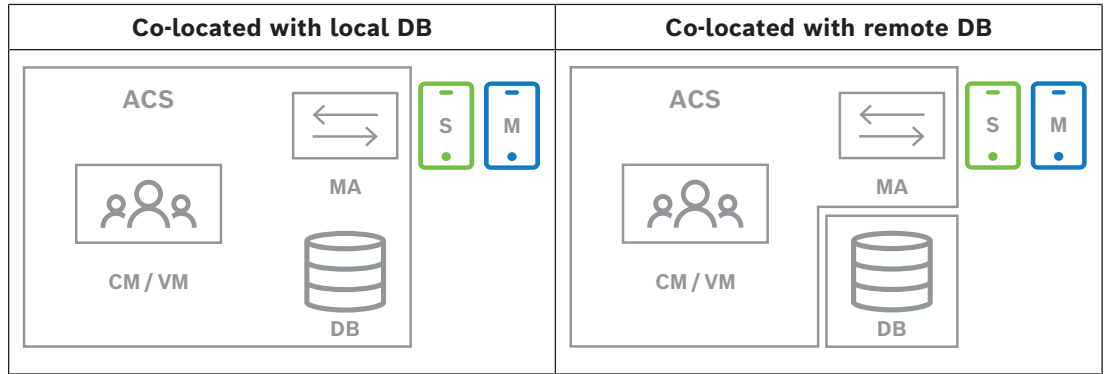 Co-located with local DB
ACS
S
M
MA
CM / VM
DB
Co-located with remote DB
ACS
S
M
MA
CM / VM
DB